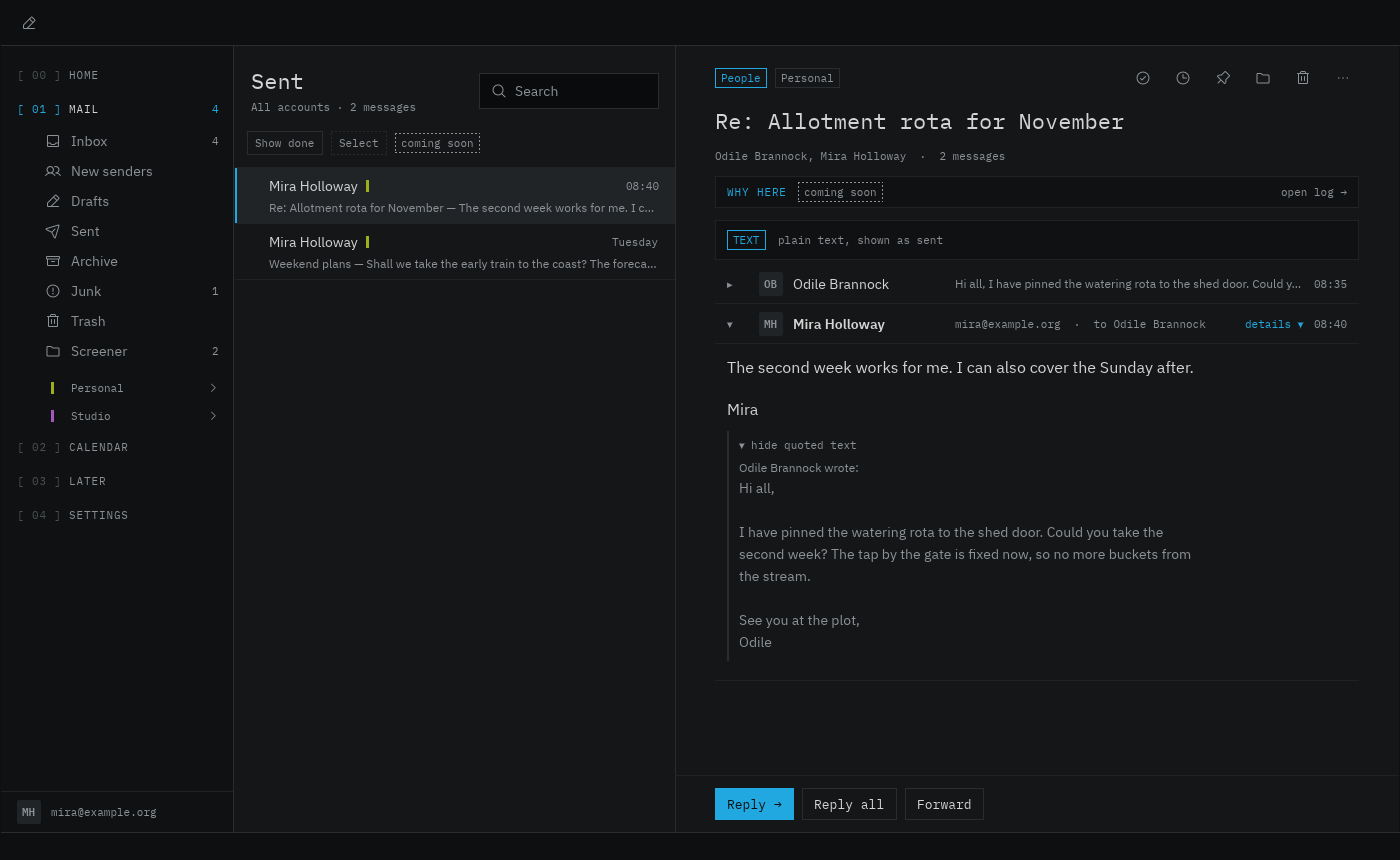 [ 00 ] HOME
[ 01 ] MAIL 4
Inbox 4
New senders
Drafts
Sent
Archive
Junk 1
Trash
Screener 2
Personal
Studio
[ 02 ] CALENDAR
[ 03 ] LATER
[ 04 ] SETTINGS
MH mira@example.org
Sent
All accounts · 2 messages
Search
Show done Select coming soon
Mira Holloway 08:40
Re: Allotment rota for November — The second week works for me. I c...
Mira Holloway Tuesday
Weekend plans — Shall we take the early train to the coast? The foreca...
People Personal
Re: Allotment rota for November
Odile Brannock, Mira Holloway · 2 messages
WHY HERE coming soon open log →
TEXT plain text, shown as sent
▸ OB Odile Brannock Hi all, I have pinned the watering rota to the shed door. Could y... 08:35
▾ MH Mira Holloway mira@example.org · to Odile Brannock details ▾ 08:40
The second week works for me. I can also cover the Sunday after.
Mira
▾ hide quoted text
Odile Brannock wrote:
Hi all,
I have pinned the watering rota to the shed door. Could you take the
second week? The tap by the gate is fixed now, so no more buckets from
the stream.
See you at the plot,
Odile
Reply → Reply all Forward